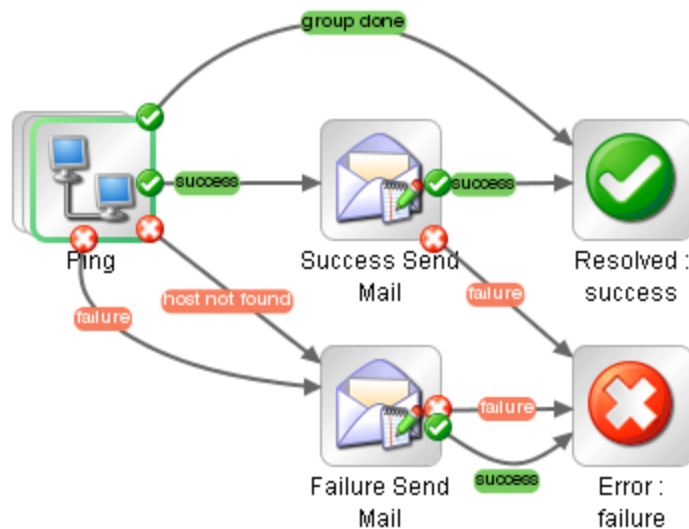 group done
success
success
Ping
Success Send
Mail
Resolved :
success
host not found
failure
failure
failure
success
Failure Send
Mail
Error :
failure